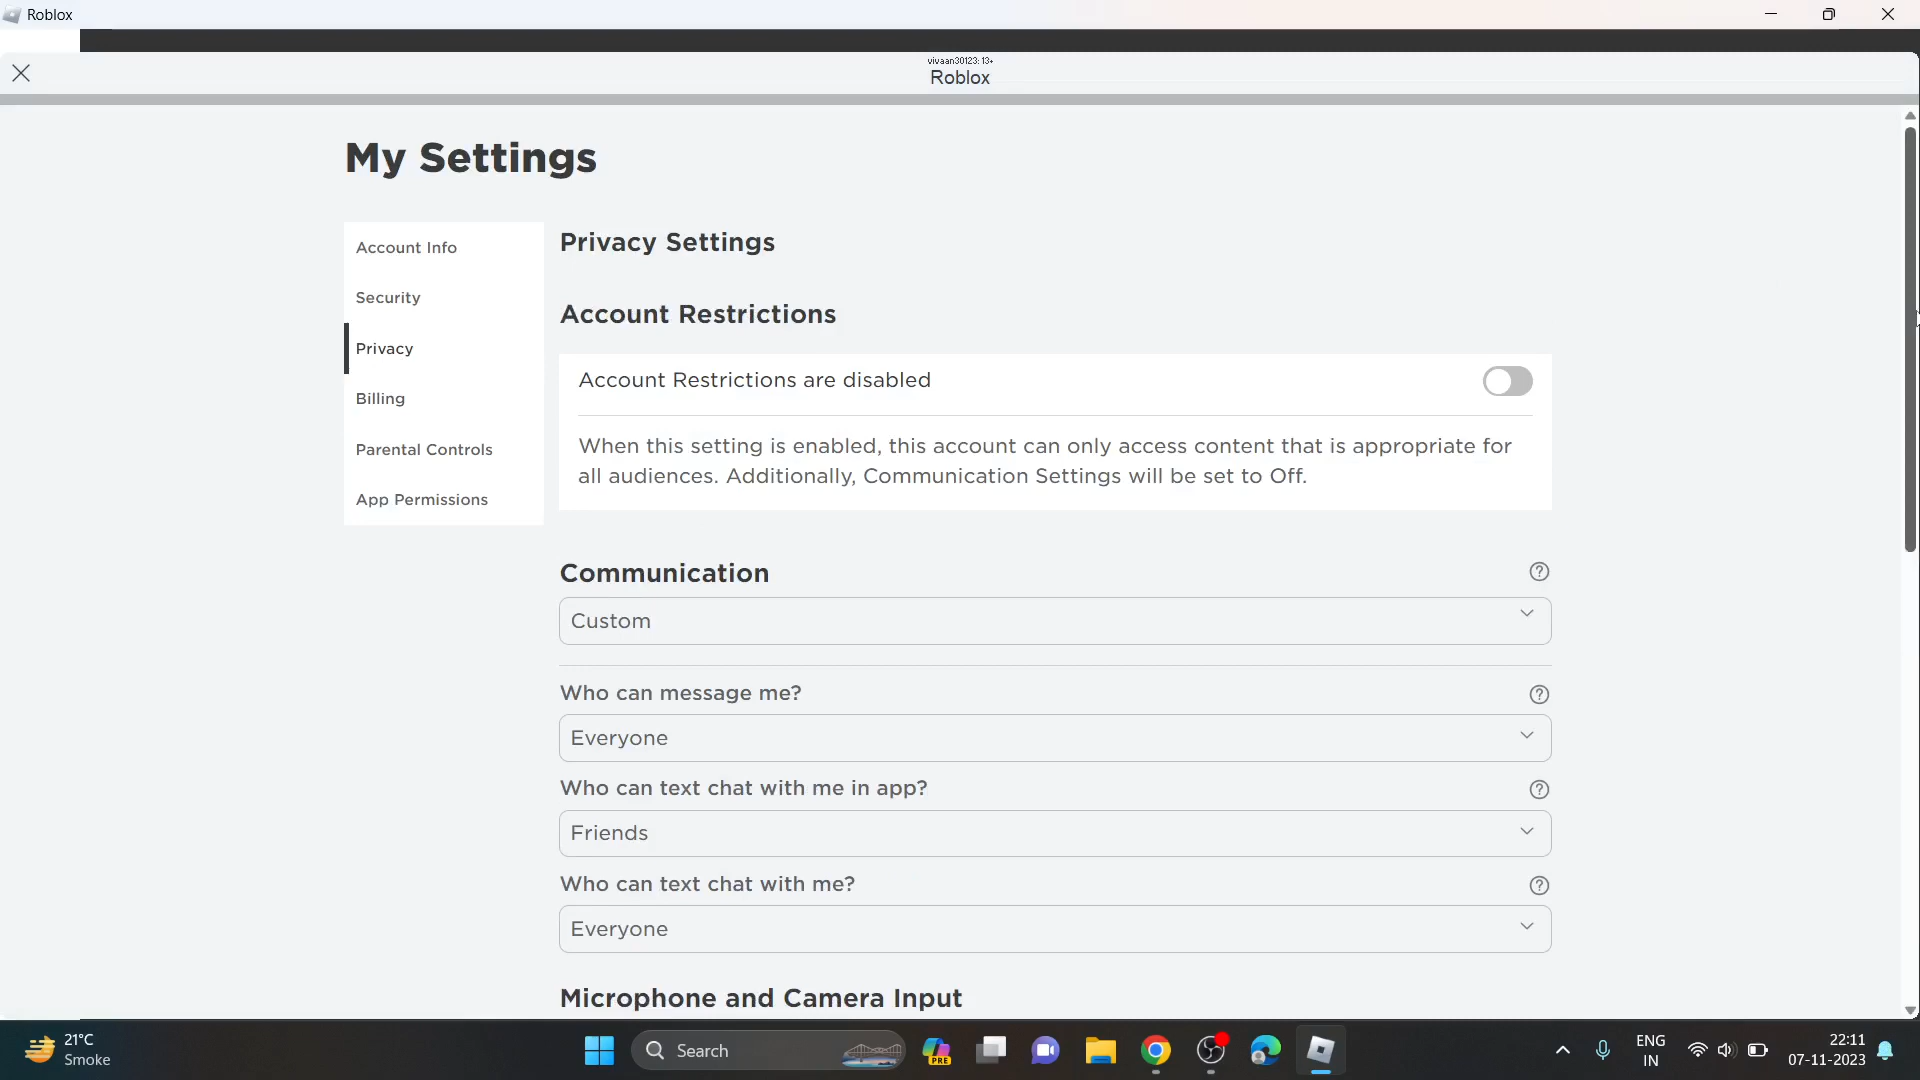 Roblox
vivaan30123: 13+
Roblox
My Settings
Account Info
Security
Privacy
Billing
Parental Controls
App Permissions
Privacy Settings
Account Restrictions
Account Restrictions are disabled
When this setting is enabled, this account can only access content that is appropriate for
all audiences. Additionally, Communication Settings will be set to Off.
Communication
Custom
Who can message me?
Everyone
Who can text chat with me in app?
Friends
Who can text chat with me?
Everyone
Microphone and Camera Input
21°C
Smoke
Search
PRE
ENG
IN
22:11
07-11-2023